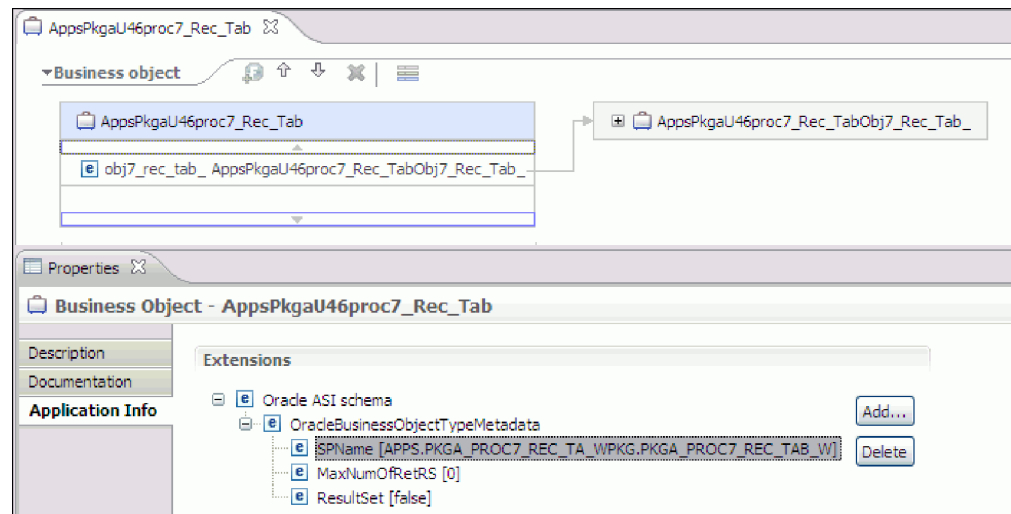 AppsPkgaU46proc7_Rec_Tab
Business object
AppsPkgaU46proc7_Rec_Tab
AppsPkgaU46proc7_Rec_TabObj7_Rec_Tab_
obj7_rec_tab_ AppsPkgaU46proc7_Rec_TabObj7_Rec_Tab_
Properties
Business Object - AppsPkgaU46proc7_Rec_Tab
Description
Documentation
Application Info
Extensions
Oracle ASI schema
OracleBusinessObjectTypeMetadata
SPName [APPS.PKGA_PROC7_REC_TA_WPKG.PKGA_PROC7_REC_TAB_W]
MaxNumOfRetRS [0]
ResultSet [false]
Add...
Delete